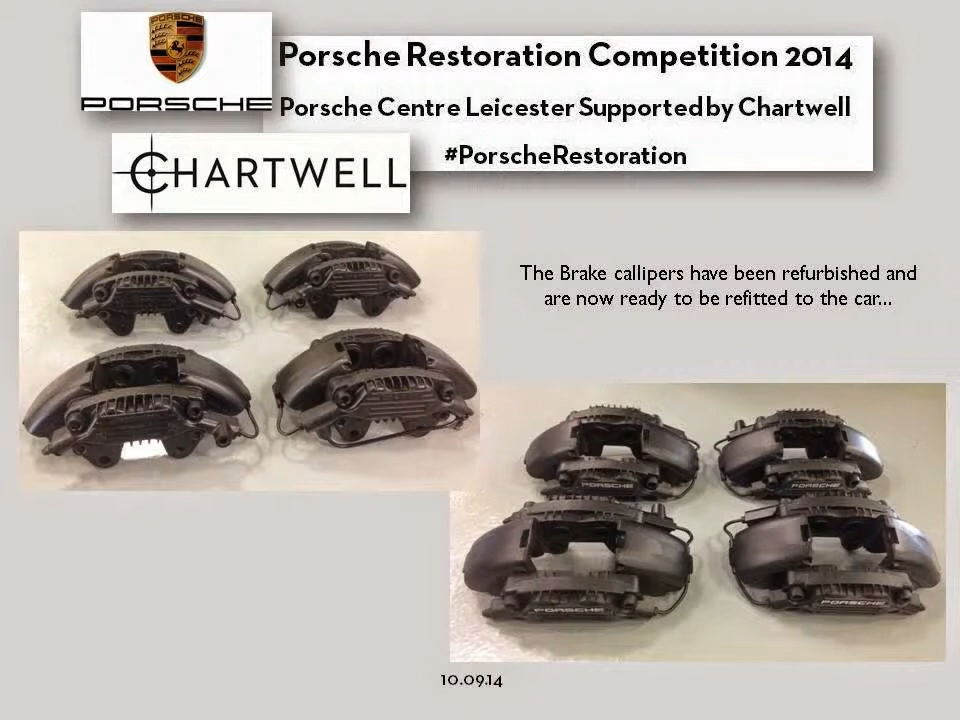 PORSCHE
PORSCHE
Porsche Restoration Competition 2014
Porsche Centre Leicester Supported by Chartwell
#PorscheRestoration
CHARTWELL
The Brake callipers have been refurbished and
are now ready to be refitted to the car...
PORSCHE
PORSCHE
PORSCHE
PORSCHE
10.09.14